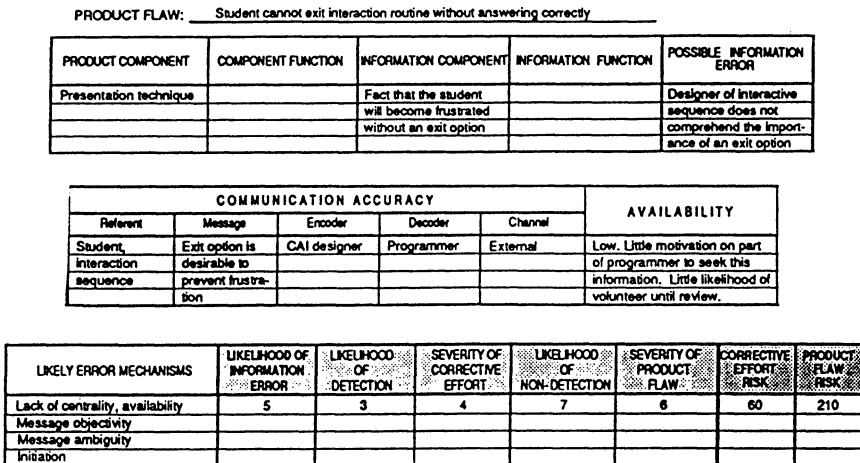 PRODUCT FLAW: Student cannot exit interaction routine without answering correctly
PRODUCT COMPONENT COMPONENT FUNCTION INFORMATION COMPONENT INFORMATION FUNCTION POSSIBLE INFORMATION ERROR
Presentation technique Fact that the student Designer of interactive
will become frustrated sequence does not
without an exit option comprehend the import-
ance of an exit option
COMMUNICATION ACCURACY AVAILABILITY
Referent Message Encoder Decoder Channel
Student, Exit option is CAI designer Programmer External Low. Little motivation on part
interaction desirable to of programmer to seek this
sequence prevent frustra- information. Little likelihood of
tion volunteer until review.
LIKELY ERROR MECHANISMS LIKELIHOOD OF INFORMATION ERROR LIKELIHOOD OF DETECTION SEVERITY OF CORRECTIVE EFFORT LIKELIHOOD OF NON-DETECTION SEVERITY OF PRODUCT FLAW CORRECTIVE EFFORT RISK PRODUCT FLAW RISK
Lack of centrality, availability 5 3 4 7 6 60 210
Message objectivity
Message ambiguity
Initiation